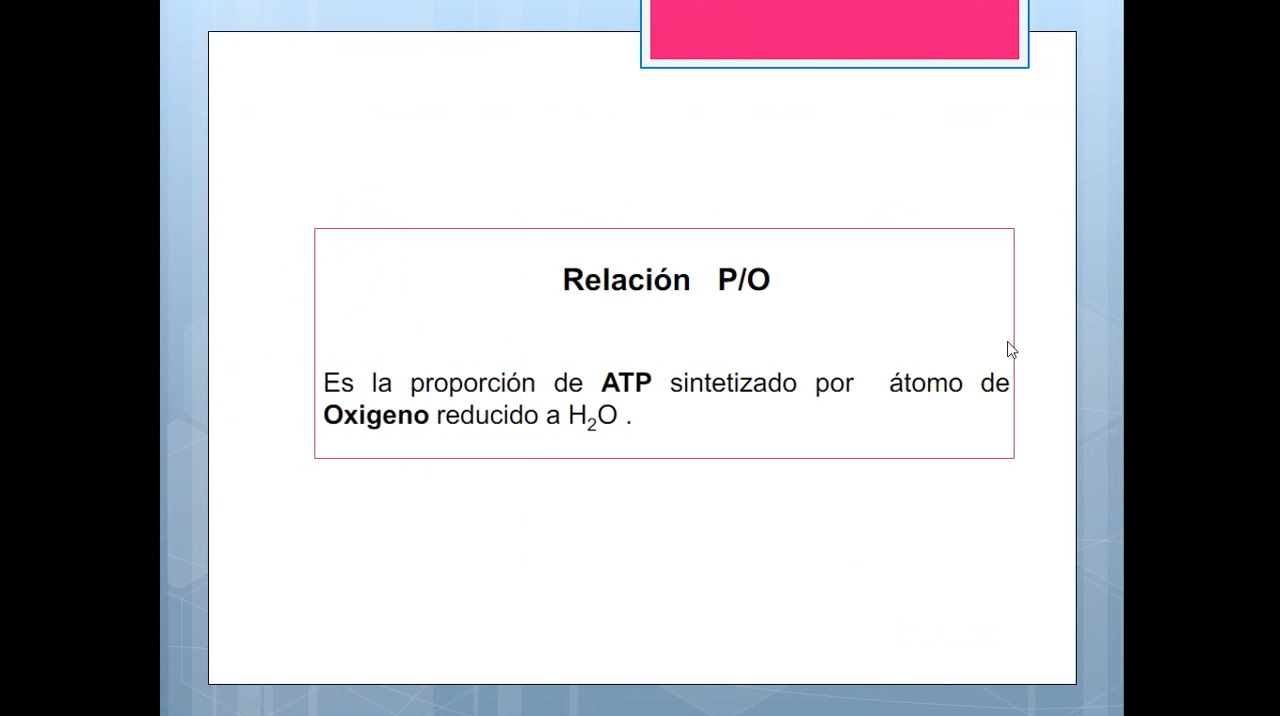 Relación P/O
Es la proporción de ATP sintetizado por átomo de
Oxigeno reducido a H₂O .